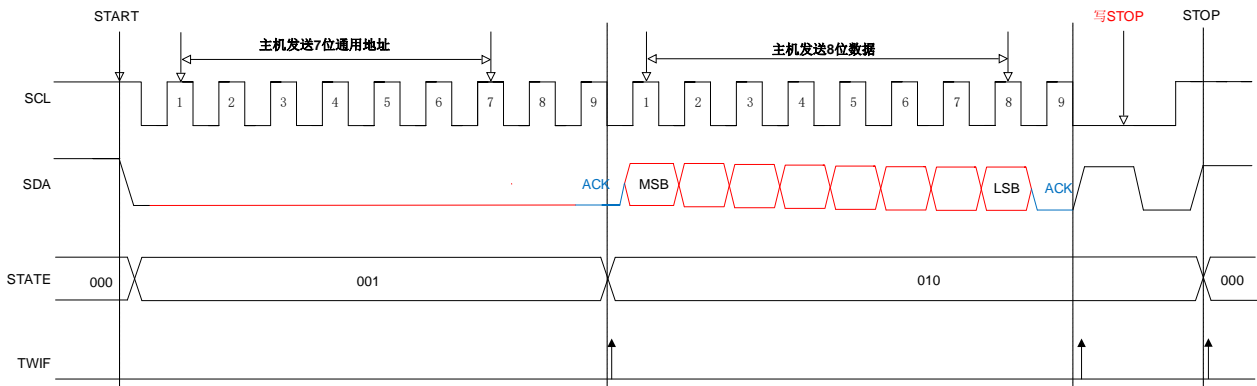 START 写STOP STOP
主机发送7位通用地址 主机发送8位数据
SCL 1 2 3 4 5 6 7 8 9 1 2 3 4 5 6 7 8 9
SDA ACK MSB LSB ACK
STATE 000 001 010 000
TWIF